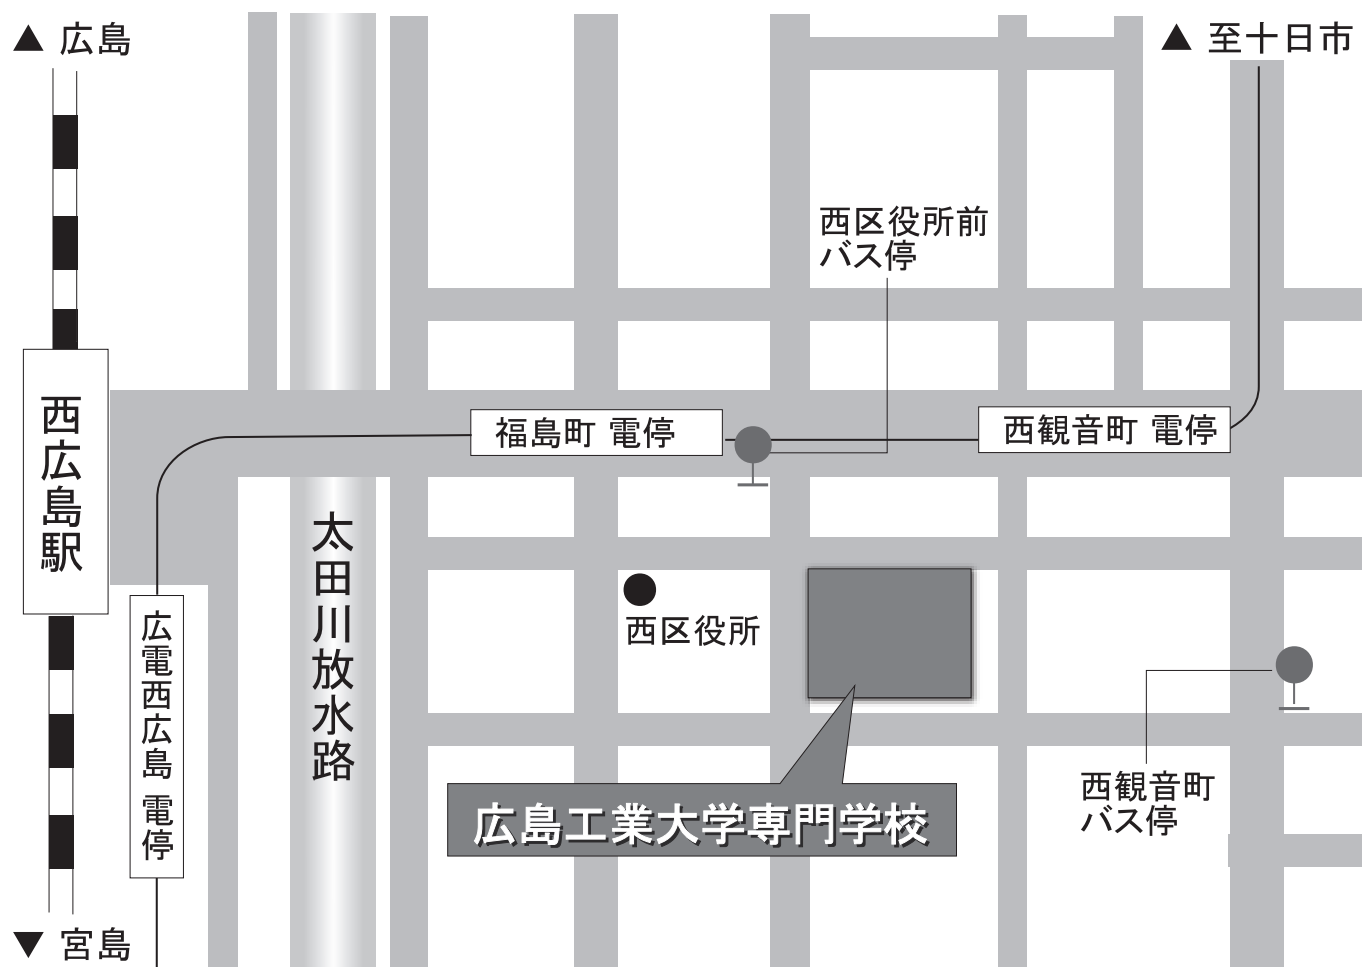 ▲ 広島
▲ 至十日市
西区役所前
バス停
西広島駅
福島町 電停
西観音町 電停
太田川放水路
西区役所
広電西広島 電停
西観音町
バス停
広島工業大学専門学校
▼ 宮島